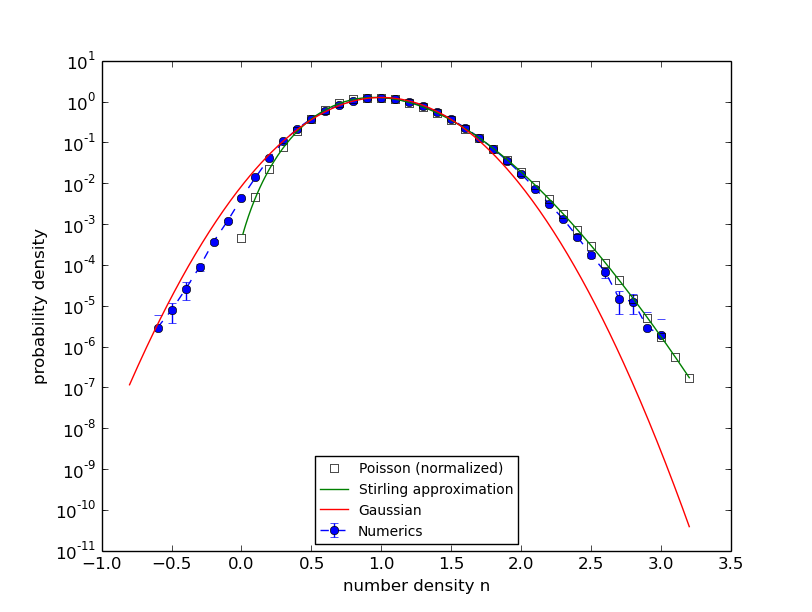 10^1
10^0
10^-1
10^-2
10^-3
10^-4
10^-5
10^-6
10^-7
10^-8
10^-9
10^-10
10^-11
probability density
−1.0 −0.5 0.0 0.5 1.0 1.5 2.0 2.5 3.0 3.5
number density n
Poisson (normalized)
Stirling approximation
Gaussian
Numerics